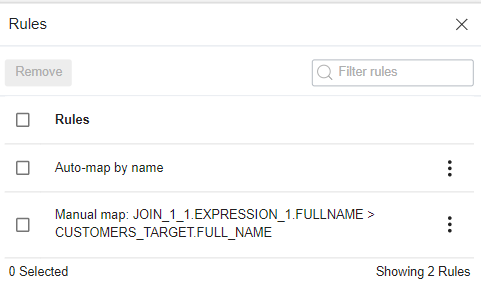 Rules
Remove
Filter rules
Rules
Auto-map by name
Manual map: JOIN_1_1.EXPRESSION_1.FULLNAME >
CUSTOMERS_TARGET.FULL_NAME
0 Selected
Showing 2 Rules